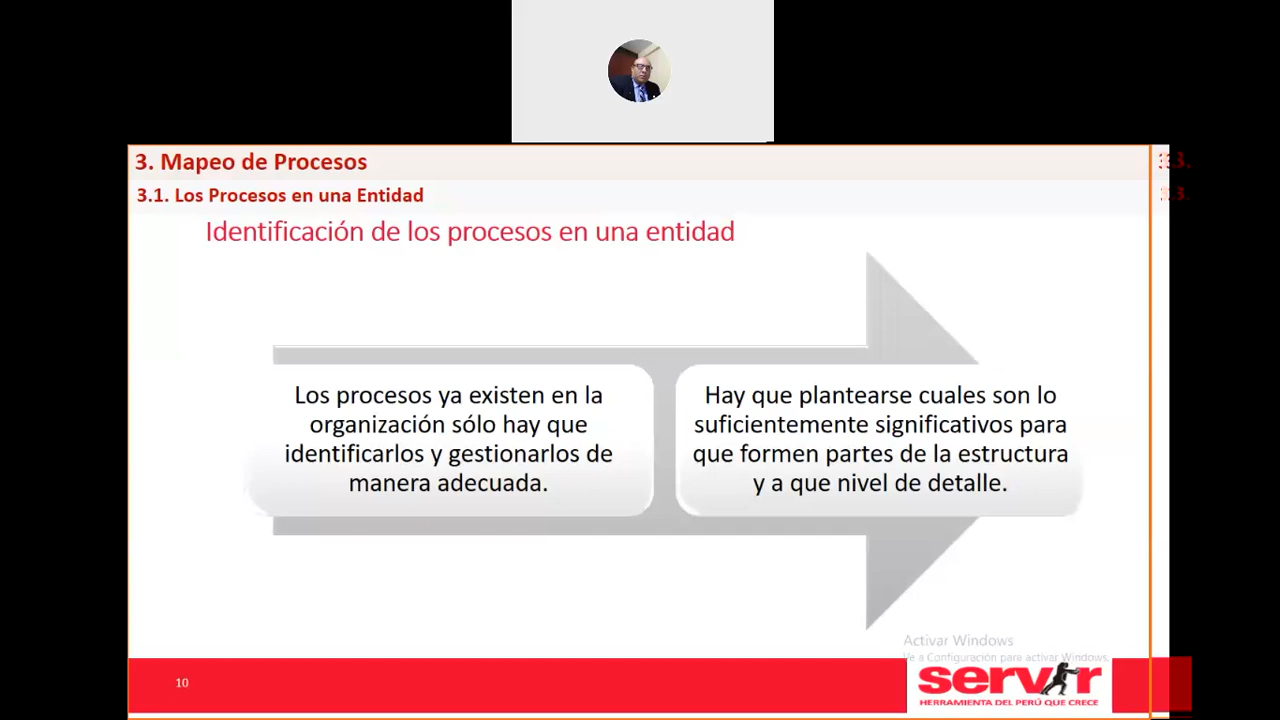 3. Mapeo de Procesos
3.
3.1. Los Procesos en una Entidad
3.
Identificación de los procesos en una entidad
Los procesos ya existen en la
organización sólo hay que
identificarlos y gestionarlos de
manera adecuada.
Hay que plantearse cuales son lo
suficientemente significativos para
que formen partes de la estructura
y a que nivel de detalle.
Activar Windows
Ve a Configuración para activar Windows.
10
servir
HERRAMIENTA DEL PERÚ QUE CRECE